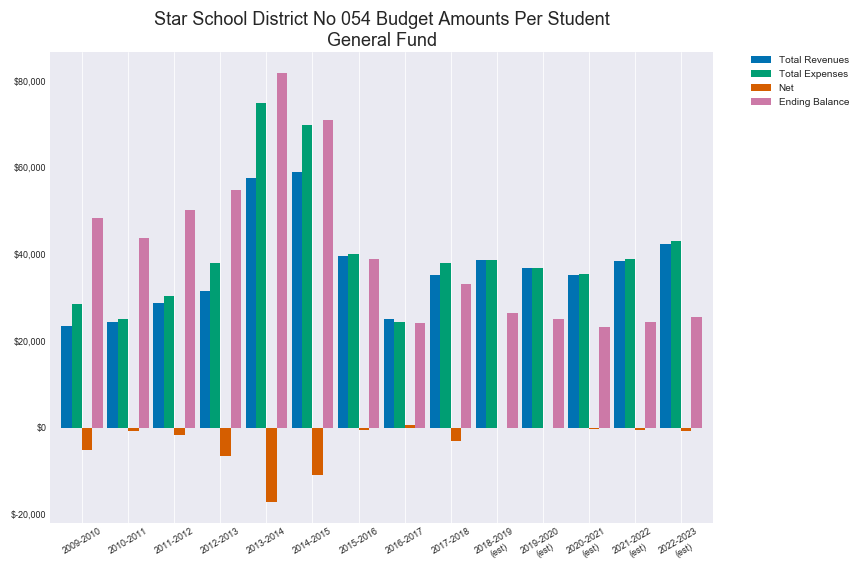 Star School District No 054 Budget Amounts Per Student
General Fund
Total Revenues
Total Expenses
Net
Ending Balance
$80,000
$60,000
$40,000
$20,000
$0
$-20,000
2009-2010
2010-2011
2011-2012
2012-2013
2013-2014
2014-2015
2015-2016
2016-2017
2017-2018
2018-2019
(est)
2019-2020
(est)
2020-2021
(est)
2021-2022
(est)
2022-2023
(est)